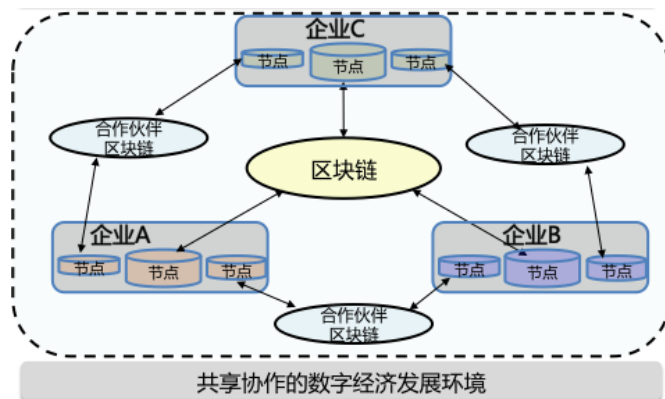 企业C
节点
节点
节点
合作伙伴
区块链
合作伙伴
区块链
区块链
企业A
节点
节点
节点
企业B
节点
节点
节点
合作伙伴
区块链
共享协作的数字经济发展环境